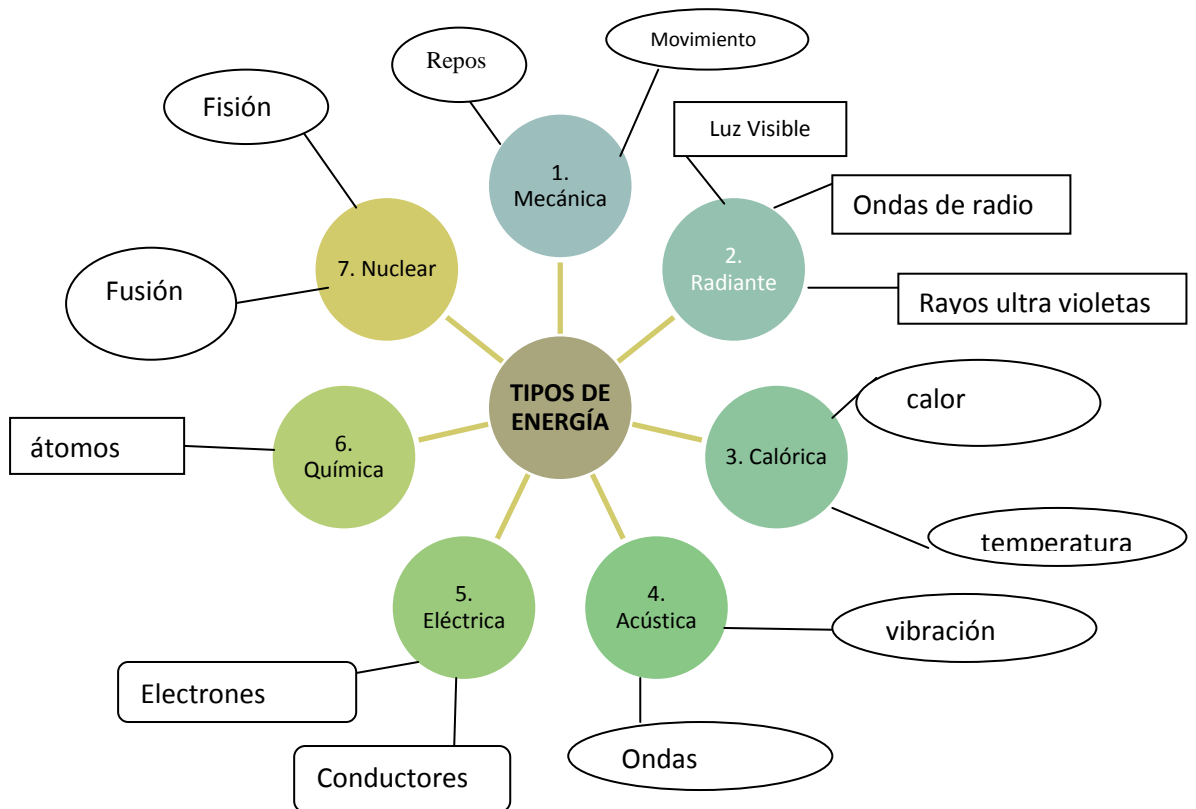 TIPOS DE
ENERGÍA
1.
Mecánica
Repos
Movimiento
2.
Radiante
Luz Visible
Ondas de radio
Rayos ultra violetas
3. Calórica
calor
temperatura
4.
Acústica
vibración
Ondas
5.
Eléctrica
Electrones
Conductores
6.
Química
átomos
7. Nuclear
Fisión
Fusión